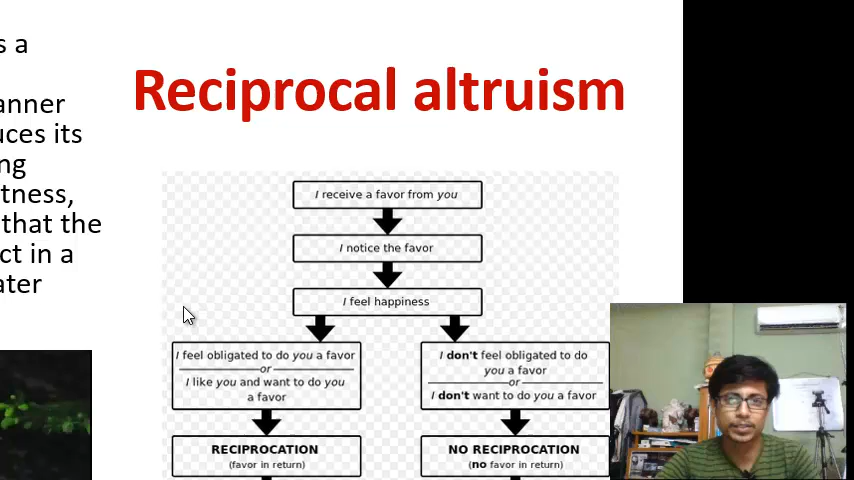 s a
anner
uces its
ng
tness,
that the
ct in a
ater
Reciprocal altruism
I receive a favor from you
I notice the favor
I feel happiness
I feel obligated to do you a favor
or
I like you and want to do you
a favor
I don't feel obligated to do
you a favor
or
I don't want to do you a favor
RECIPROCATION
(favor in return)
NO RECIPROCATION
(no favor in return)